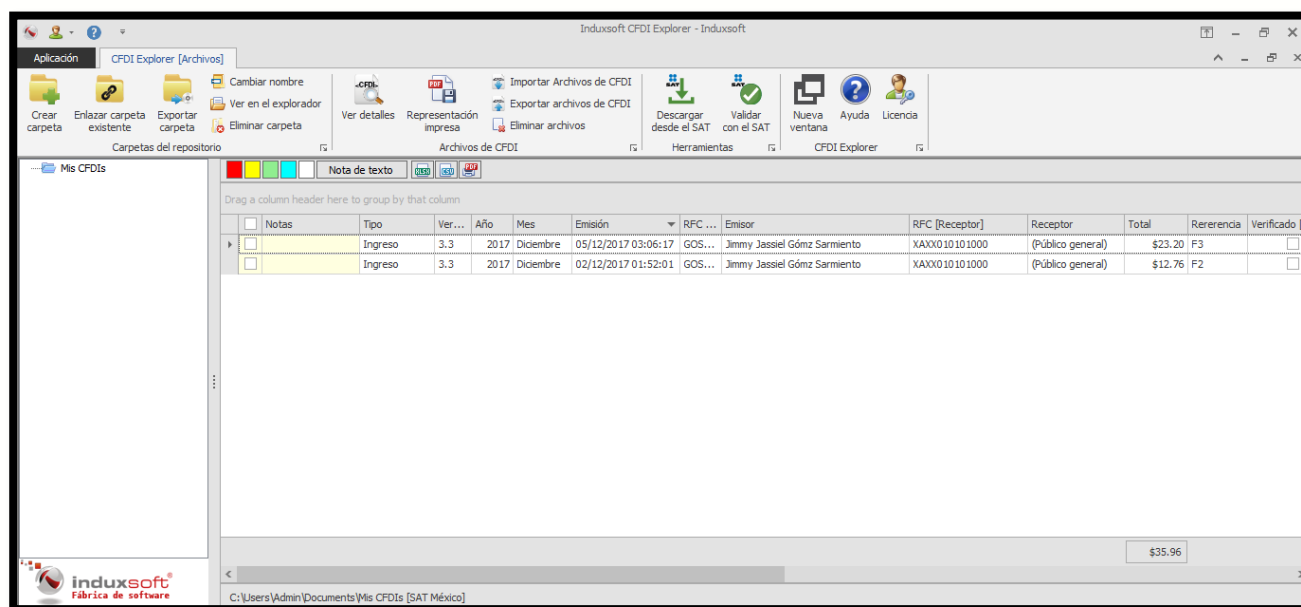 Induxsoft CFDI Explorer - Induxsoft
Aplicación CFDI Explorer [Archivos]
Crear carpeta
Enlazar carpeta existente
Exportar carpeta
Cambiar nombre
Ver en el explorador
Eliminar carpeta
Carpetas del repositorio
.CFDI.
Ver detalles
PDF
Representación impresa
Importar Archivos de CFDI
Exportar archivos de CFDI
Eliminar archivos
Archivos de CFDI
SAT
Descargar desde el SAT
SAT
Validar con el SAT
Herramientas
Nueva ventana
Ayuda
Licencia
CFDI Explorer
Mis CFDIs
Nota de texto XLSX CSV PDF
Drag a column header here to group by that column
Notas Tipo Ver... Año Mes Emisión RFC ... Emisor RFC [Receptor] Receptor Total Rererencia Verificado [
Ingreso 3.3 2017 Diciembre 05/12/2017 03:06:17 GOS... Jimmy Jassiel Gómz Sarmiento XAXX010101000 (Público general) $23.20 F3
Ingreso 3.3 2017 Diciembre 02/12/2017 01:52:01 GOS... Jimmy Jassiel Gómz Sarmiento XAXX010101000 (Público general) $12.76 F2
$35.96
induxsoft
Fábrica de software
C:\Users\Admin\Documents\Mis CFDIs [SAT México]